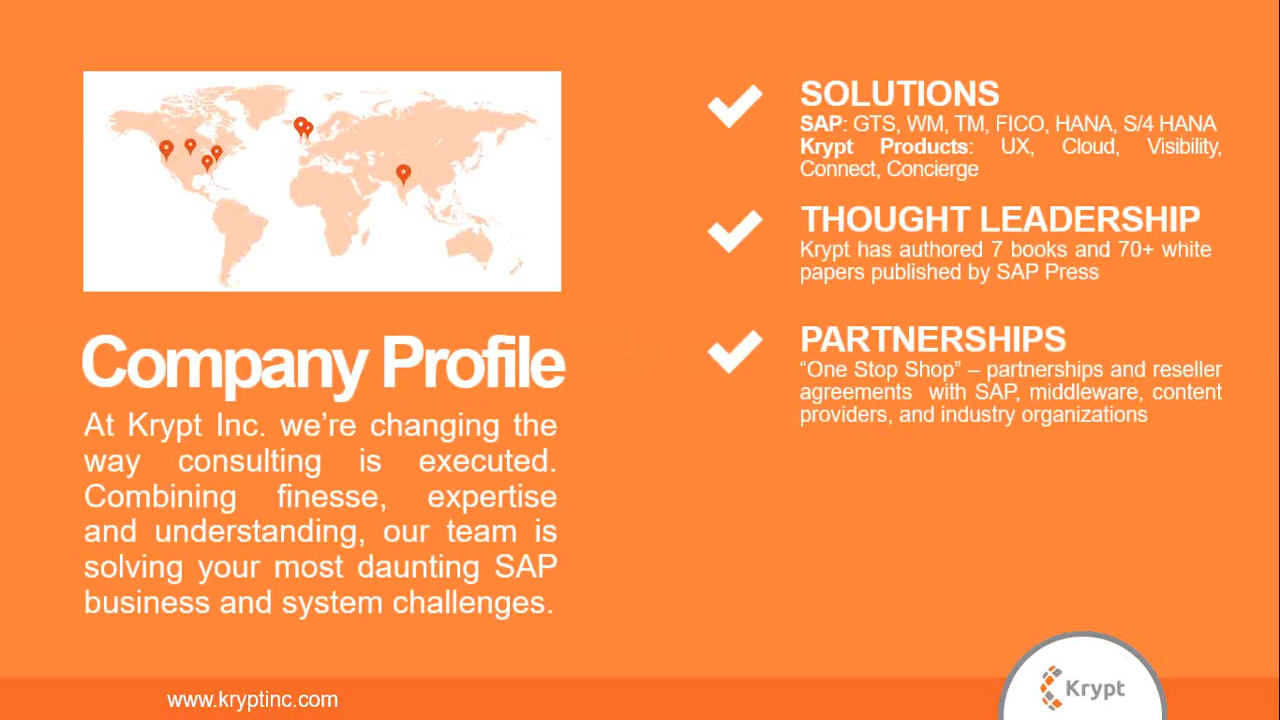 Company Profile
At Krypt Inc. we’re changing the
way consulting is executed.
Combining finesse, expertise
and understanding, our team is
solving your most daunting SAP
business and system challenges.
SOLUTIONS
SAP: GTS, WM, TM, FICO, HANA, S/4 HANA
Krypt Products: UX, Cloud, Visibility,
Connect, Concierge
THOUGHT LEADERSHIP
Krypt has authored 7 books and 70+ white
papers published by SAP Press
PARTNERSHIPS
“One Stop Shop” – partnerships and reseller
agreements with SAP, middleware, content
providers, and industry organizations
www.kryptinc.com
Krypt